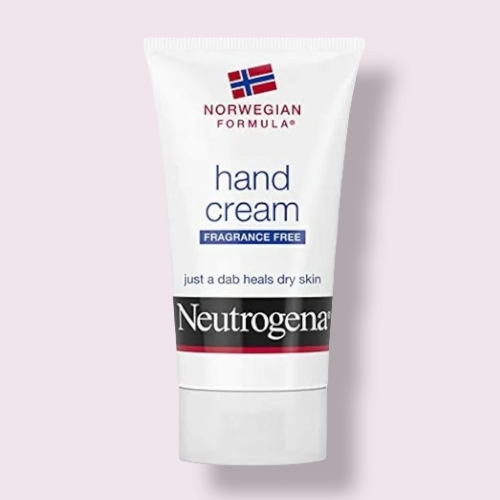 NORWEGIAN
FORMULA®
hand
cream
FRAGRANCE FREE
just a dab heals dry skin
Neutrogena®